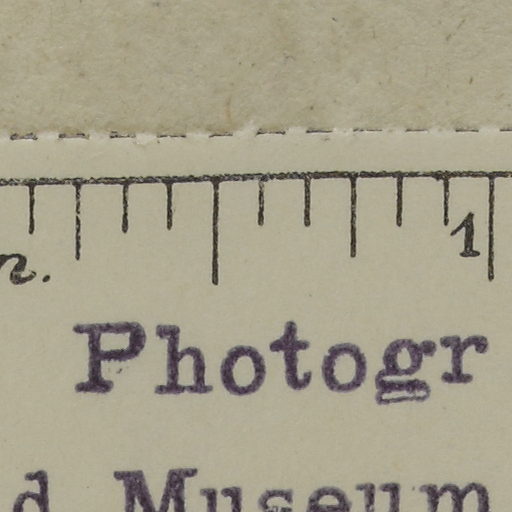 n. 1
Photogr
d Museum